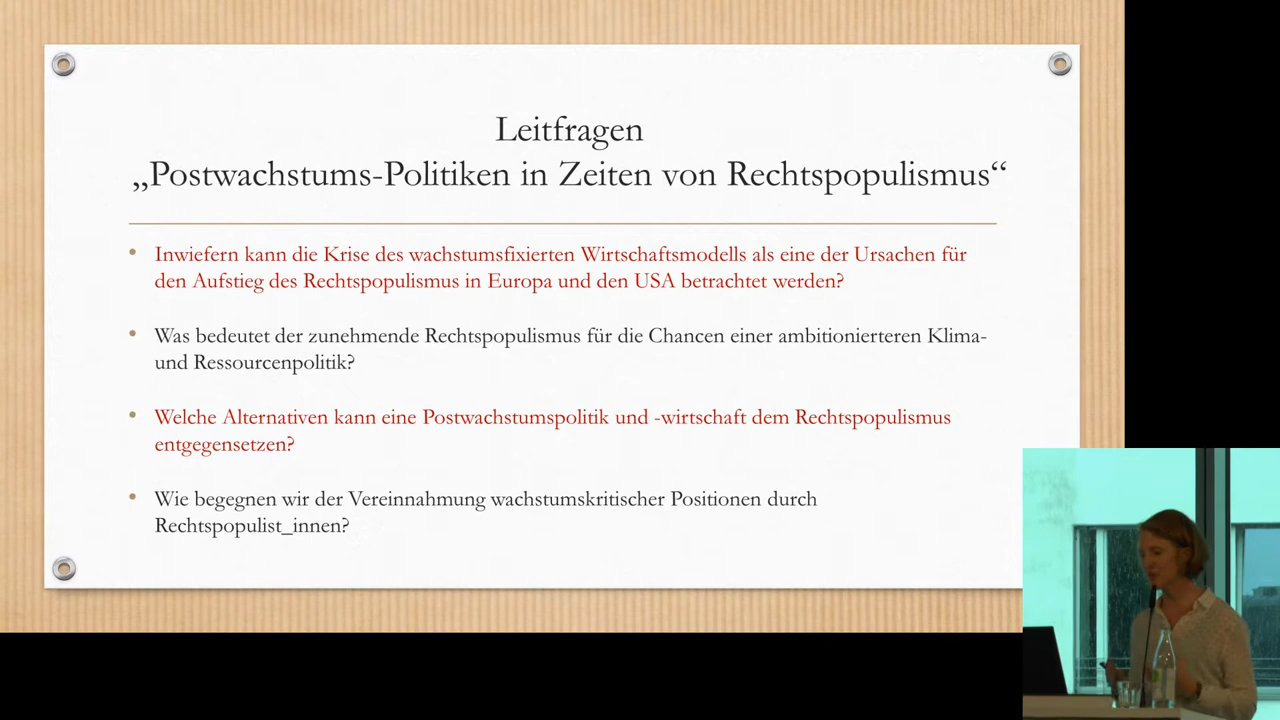 Leitfragen
„Postwachstums-Politiken in Zeiten von Rechtspopulismus“
• Inwiefern kann die Krise des wachstumsfixierten Wirtschaftsmodells als eine der Ursachen für
den Aufstieg des Rechtspopulismus in Europa und den USA betrachtet werden?
• Was bedeutet der zunehmende Rechtspopulismus für die Chancen einer ambitionierteren Klima-
und Ressourcenpolitik?
• Welche Alternativen kann eine Postwachstumspolitik und -wirtschaft dem Rechtspopulismus
entgegensetzen?
• Wie begegnen wir der Vereinnahmung wachstumskritischer Positionen durch
Rechtspopulist_innen?